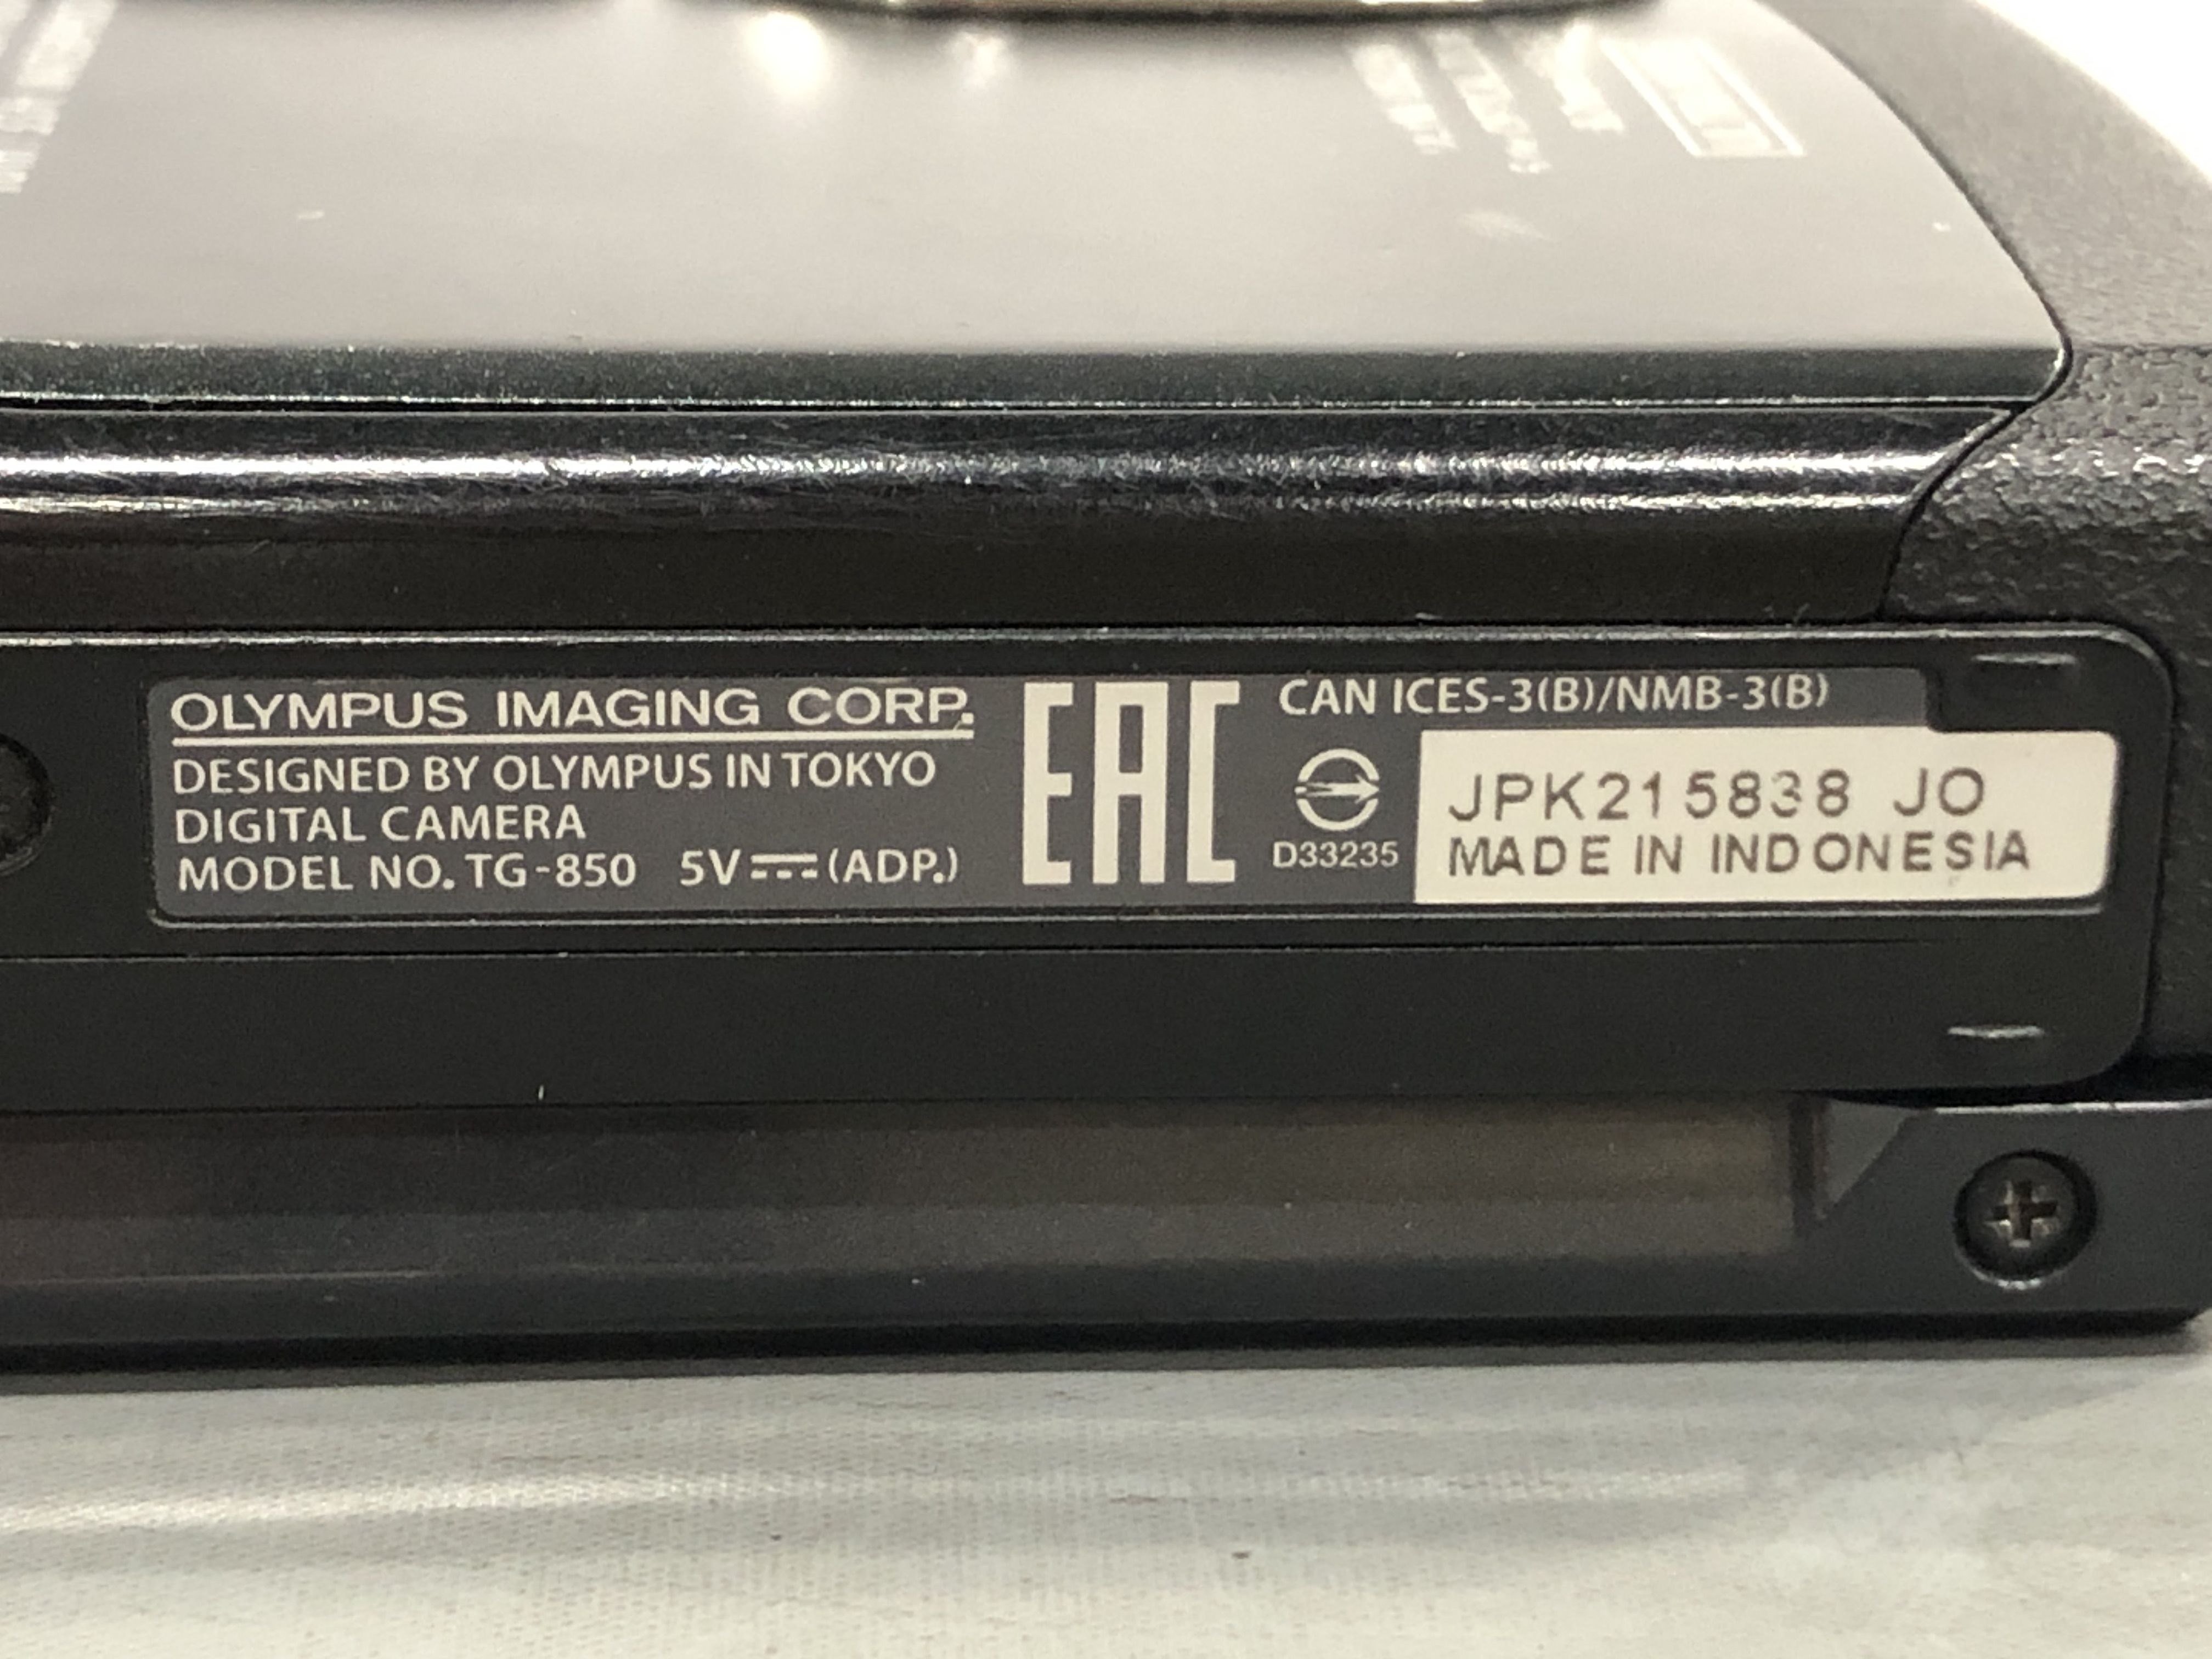 OLYMPUS IMAGING CORP.
DESIGNED BY OLYMPUS IN TOKYO
DIGITAL CAMERA
MODEL NO. TG-850 5V⎓(ADP.)
EAC
CAN ICES-3(B)/NMB-3(B)
D33235
JPK215838 JO
MADE IN INDONESIA